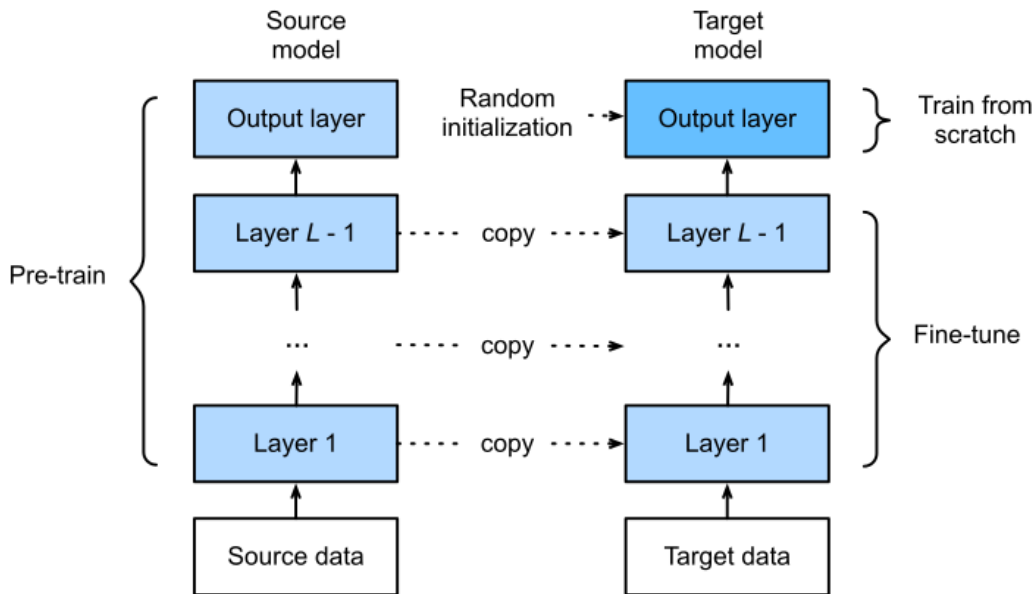 Source
model
Target
model
Output layer
Random
initialization
Output layer
Train from
scratch
Layer L - 1
copy
Layer L - 1
Pre-train
...
copy
...
Fine-tune
Layer 1
copy
Layer 1
Source data
Target data